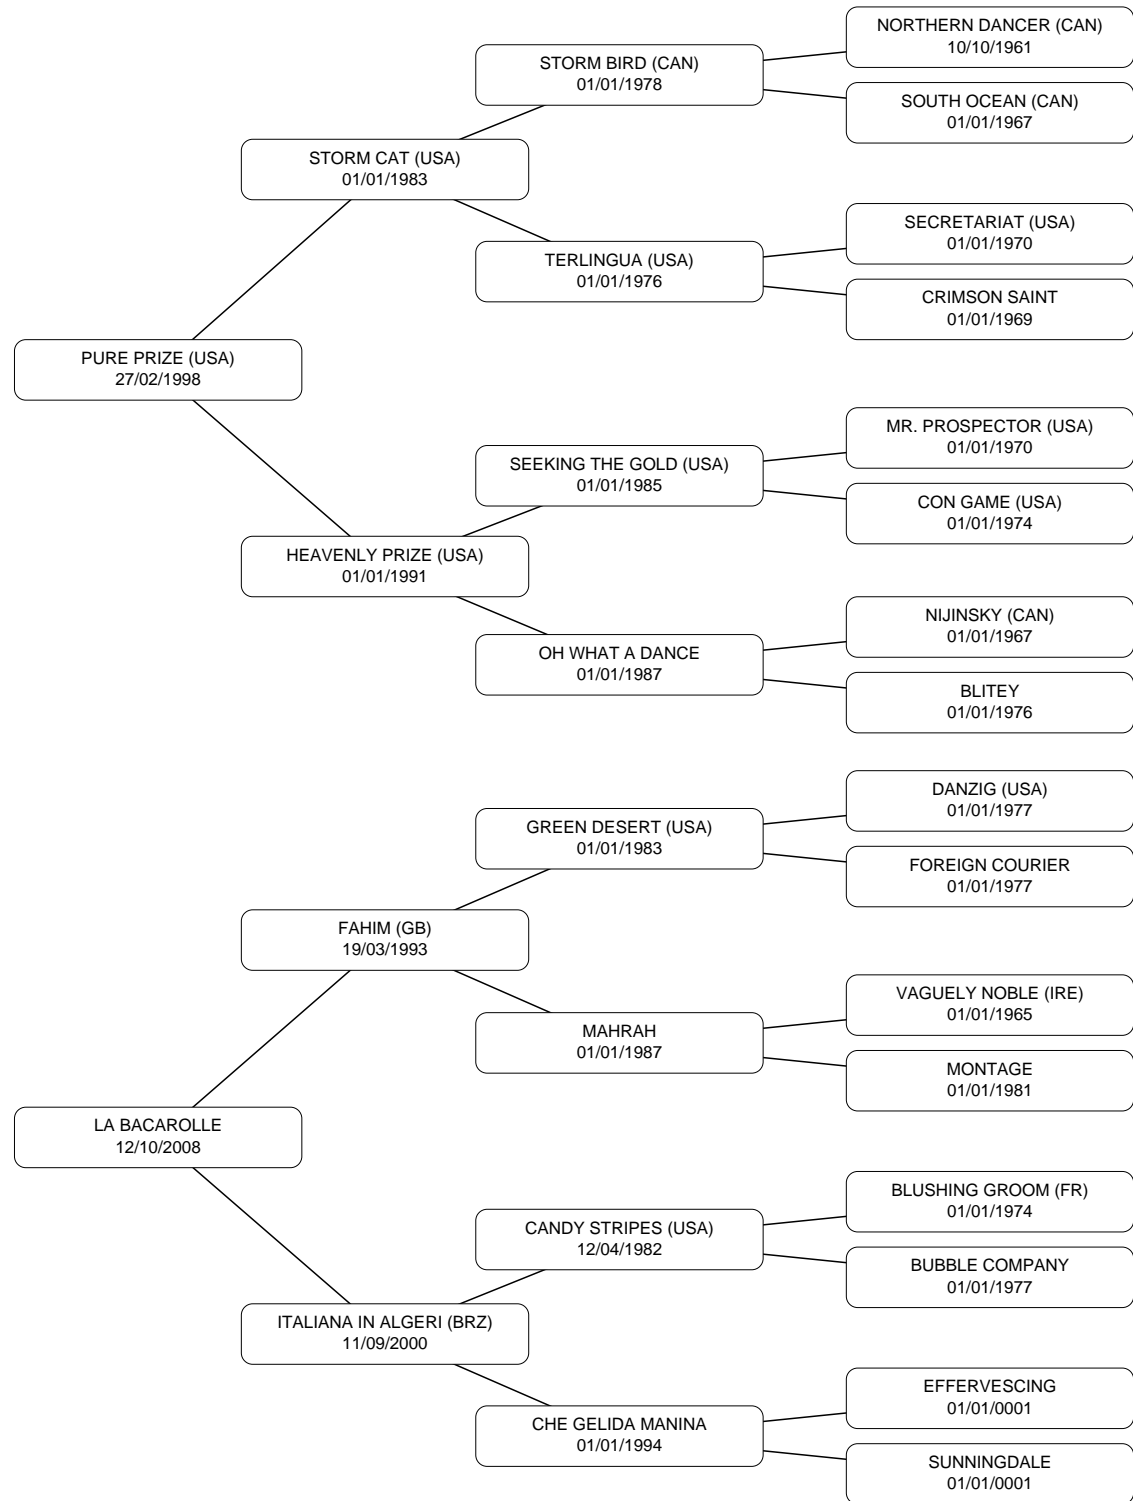 NORTHERN DANCER (CAN)
10/10/1961
STORM BIRD (CAN)
01/01/1978
SOUTH OCEAN (CAN)
01/01/1967
STORM CAT (USA)
01/01/1983
SECRETARIAT (USA)
01/01/1970
TERLINGUA (USA)
01/01/1976
CRIMSON SAINT
01/01/1969
PURE PRIZE (USA)
27/02/1998
MR. PROSPECTOR (USA)
01/01/1970
SEEKING THE GOLD (USA)
01/01/1985
CON GAME (USA)
01/01/1974
HEAVENLY PRIZE (USA)
01/01/1991
NIJINSKY (CAN)
01/01/1967
OH WHAT A DANCE
01/01/1987
BLITEY
01/01/1976
DANZIG (USA)
01/01/1977
GREEN DESERT (USA)
01/01/1983
FOREIGN COURIER
01/01/1977
FAHIM (GB)
19/03/1993
VAGUELY NOBLE (IRE)
01/01/1965
MAHRAH
01/01/1987
MONTAGE
01/01/1981
LA BACAROLLE
12/10/2008
BLUSHING GROOM (FR)
01/01/1974
CANDY STRIPES (USA)
12/04/1982
BUBBLE COMPANY
01/01/1977
ITALIANA IN ALGERI (BRZ)
11/09/2000
EFFERVESCING
01/01/0001
CHE GELIDA MANINA
01/01/1994
SUNNINGDALE
01/01/0001